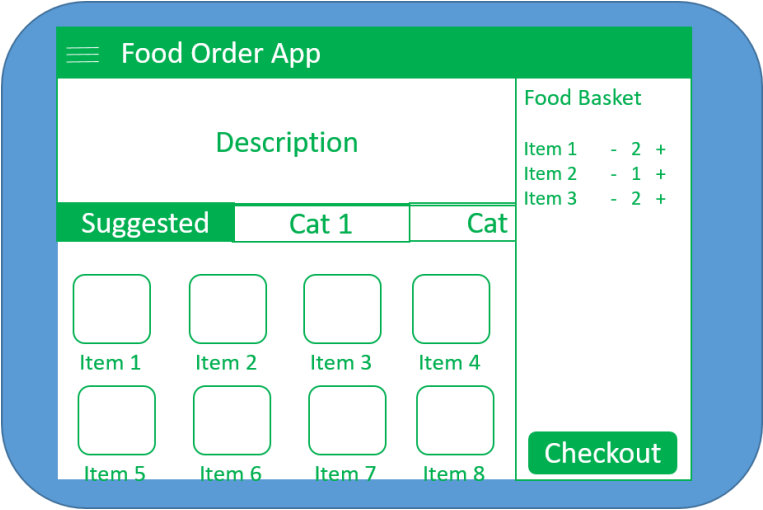 Food Order App
Description
Suggested
Cat 1
Cat
Item 1
Item 2
Item 3
Item 4
Item 5
Item 6
Item 7
Item 8
Food Basket
Item 1 - 2 +
Item 2 - 1 +
Item 3 - 2 +
Checkout